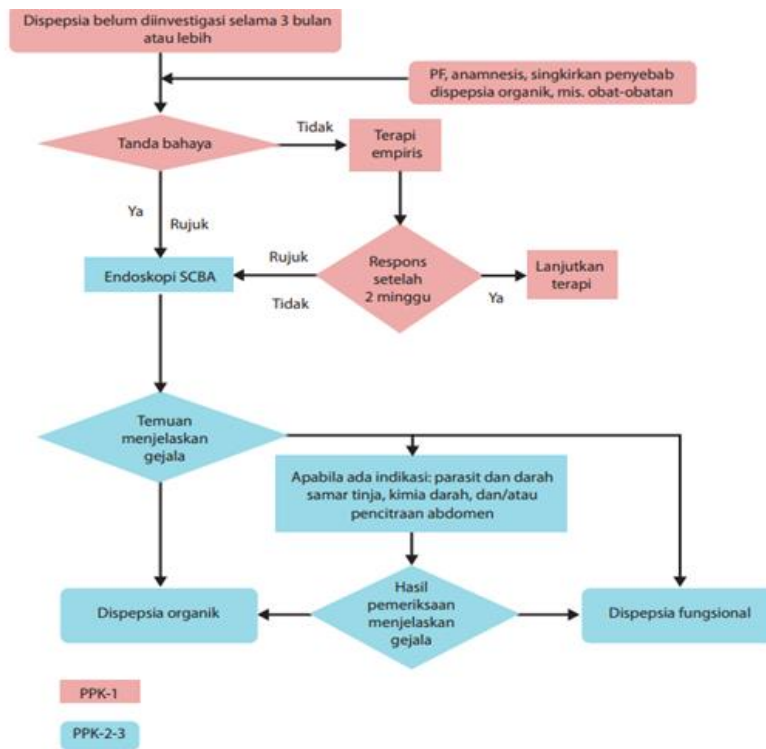 Dispepsia belum diinvestigasi selama 3 bulan
atau lebih
PF, anamnesis, singkirkan penyebab
dispepsia organik, mis. obat-obatan
Tanda bahaya
Tidak
Terapi
empiris
Ya
Rujuk
Endoskopi SCBA
Rujuk
Tidak
Respons
setelah
2 minggu
Ya
Lanjutkan
terapi
Temuan
menjelaskan
gejala
Apabila ada indikasi: parasit dan darah
samar tinja, kimia darah, dan/atau
pencitraan abdomen
Dispepsia organik
Hasil
pemeriksaan
menjelaskan
gejala
Dispepsia fungsional
PPK-1
PPK-2-3